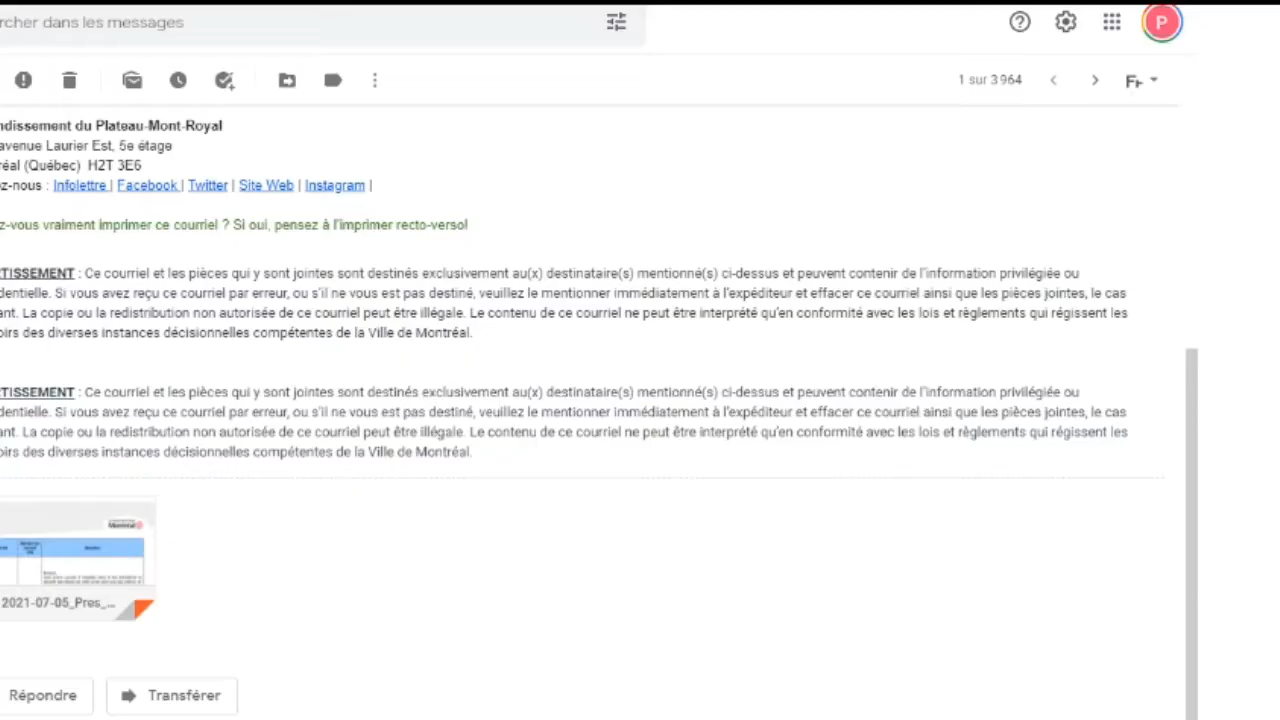 rcher dans les messages
P
1 sur 3 964
ndissement du Plateau-Mont-Royal
avenue Laurier Est, 5e étage
réal (Québec) H2T 3E6
z-nous : Infolettre | Facebook | Twitter | Site Web | Instagram |
z-vous vraiment imprimer ce courriel ? Si oui, pensez à l'imprimer recto-verso!
TISSEMENT : Ce courriel et les pièces qui y sont jointes sont destinés exclusivement au(x) destinataire(s) mentionné(s) ci-dessus et peuvent contenir de l'information privilégiée ou
dentielle. Si vous avez reçu ce courriel par erreur, ou s'il ne vous est pas destiné, veuillez le mentionner immédiatement à l'expéditeur et effacer ce courriel ainsi que les pièces jointes, le cas
ant. La copie ou la redistribution non autorisée de ce courriel peut être illégale. Le contenu de ce courriel ne peut être interprété qu'en conformité avec les lois et règlements qui régissent les
oirs des diverses instances décisionnelles compétentes de la Ville de Montréal.
TISSEMENT : Ce courriel et les pièces qui y sont jointes sont destinés exclusivement au(x) destinataire(s) mentionné(s) ci-dessus et peuvent contenir de l'information privilégiée ou
dentielle. Si vous avez reçu ce courriel par erreur, ou s'il ne vous est pas destiné, veuillez le mentionner immédiatement à l'expéditeur et effacer ce courriel ainsi que les pièces jointes, le cas
ant. La copie ou la redistribution non autorisée de ce courriel peut être illégale. Le contenu de ce courriel ne peut être interprété qu'en conformité avec les lois et règlements qui régissent les
oirs des diverses instances décisionnelles compétentes de la Ville de Montréal.
Montréal
2021-07-05_Pres_...
Répondre
Transférer